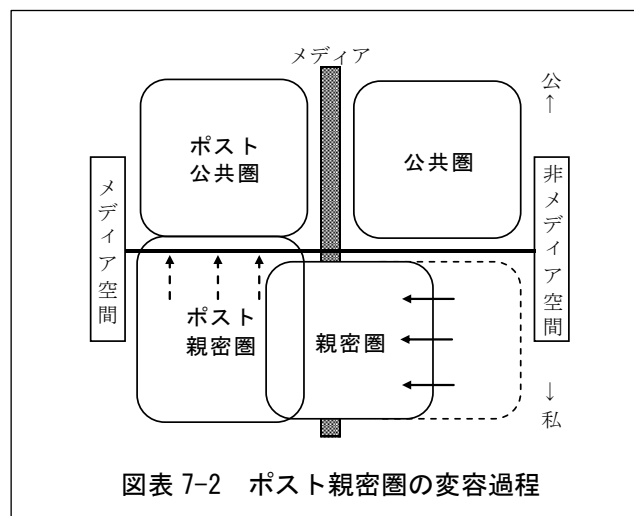 メディア
公
↑
ポスト
公共圏
公共圏
メディア空間
非メディア空間
ポスト
親密圏
親密圏
↓
私
図表 7-2　ポスト親密圏の変容過程